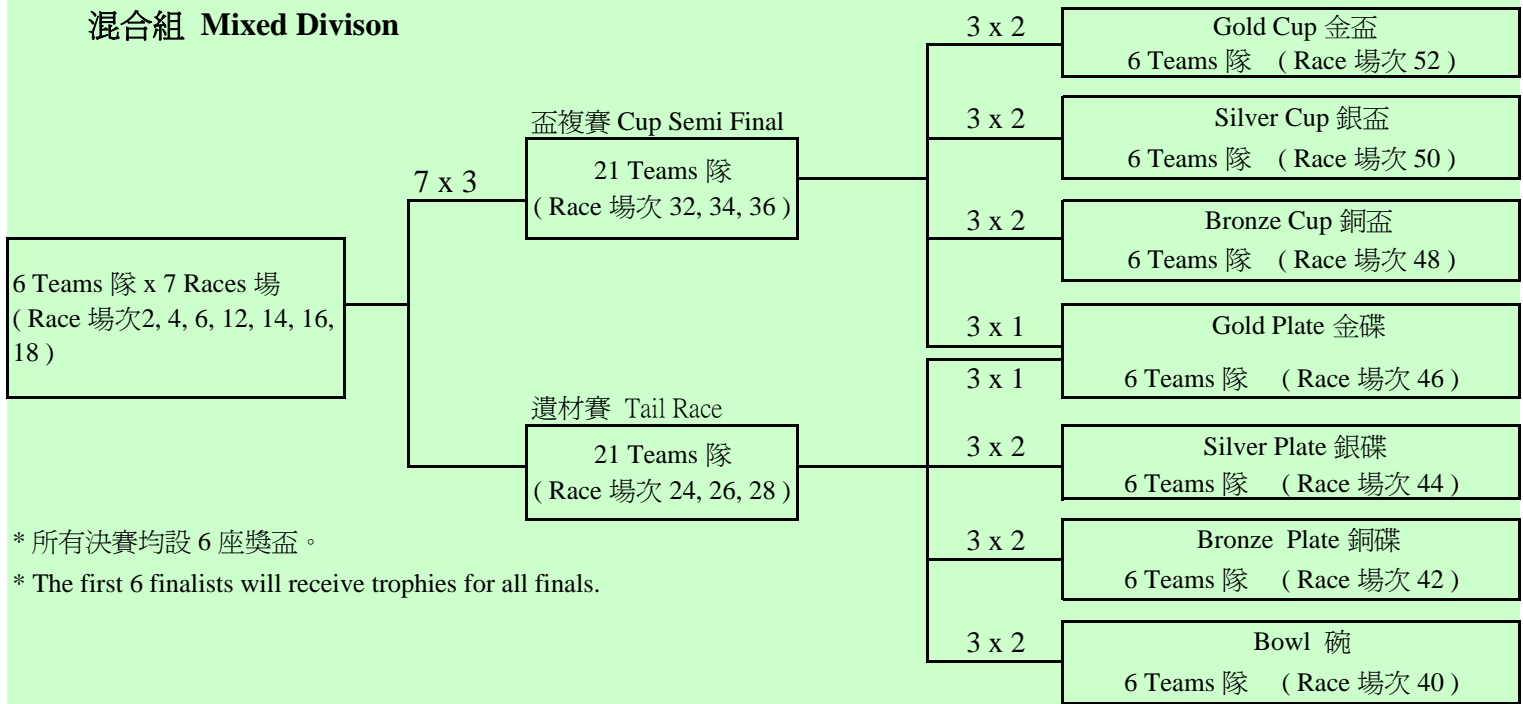 混合組 Mixed Divison
6 Teams 隊 x 7 Races 場
( Race 場次2, 4, 6, 12, 14, 16,
18 )
7 x 3
盃複賽 Cup Semi Final
21 Teams 隊
( Race 場次 32, 34, 36 )
遺材賽 Tail Race
21 Teams 隊
( Race 場次 24, 26, 28 )
3 x 2
Gold Cup 金盃
6 Teams 隊 ( Race 場次 52 )
3 x 2
Silver Cup 銀盃
6 Teams 隊 ( Race 場次 50 )
3 x 2
Bronze Cup 銅盃
6 Teams 隊 ( Race 場次 48 )
3 x 1
3 x 1
Gold Plate 金碟
6 Teams 隊 ( Race 場次 46 )
3 x 2
Silver Plate 銀碟
6 Teams 隊 ( Race 場次 44 )
3 x 2
Bronze Plate 銅碟
6 Teams 隊 ( Race 場次 42 )
3 x 2
Bowl 碗
6 Teams 隊 ( Race 場次 40 )
* 所有決賽均設 6 座獎盃。
* The first 6 finalists will receive trophies for all finals.